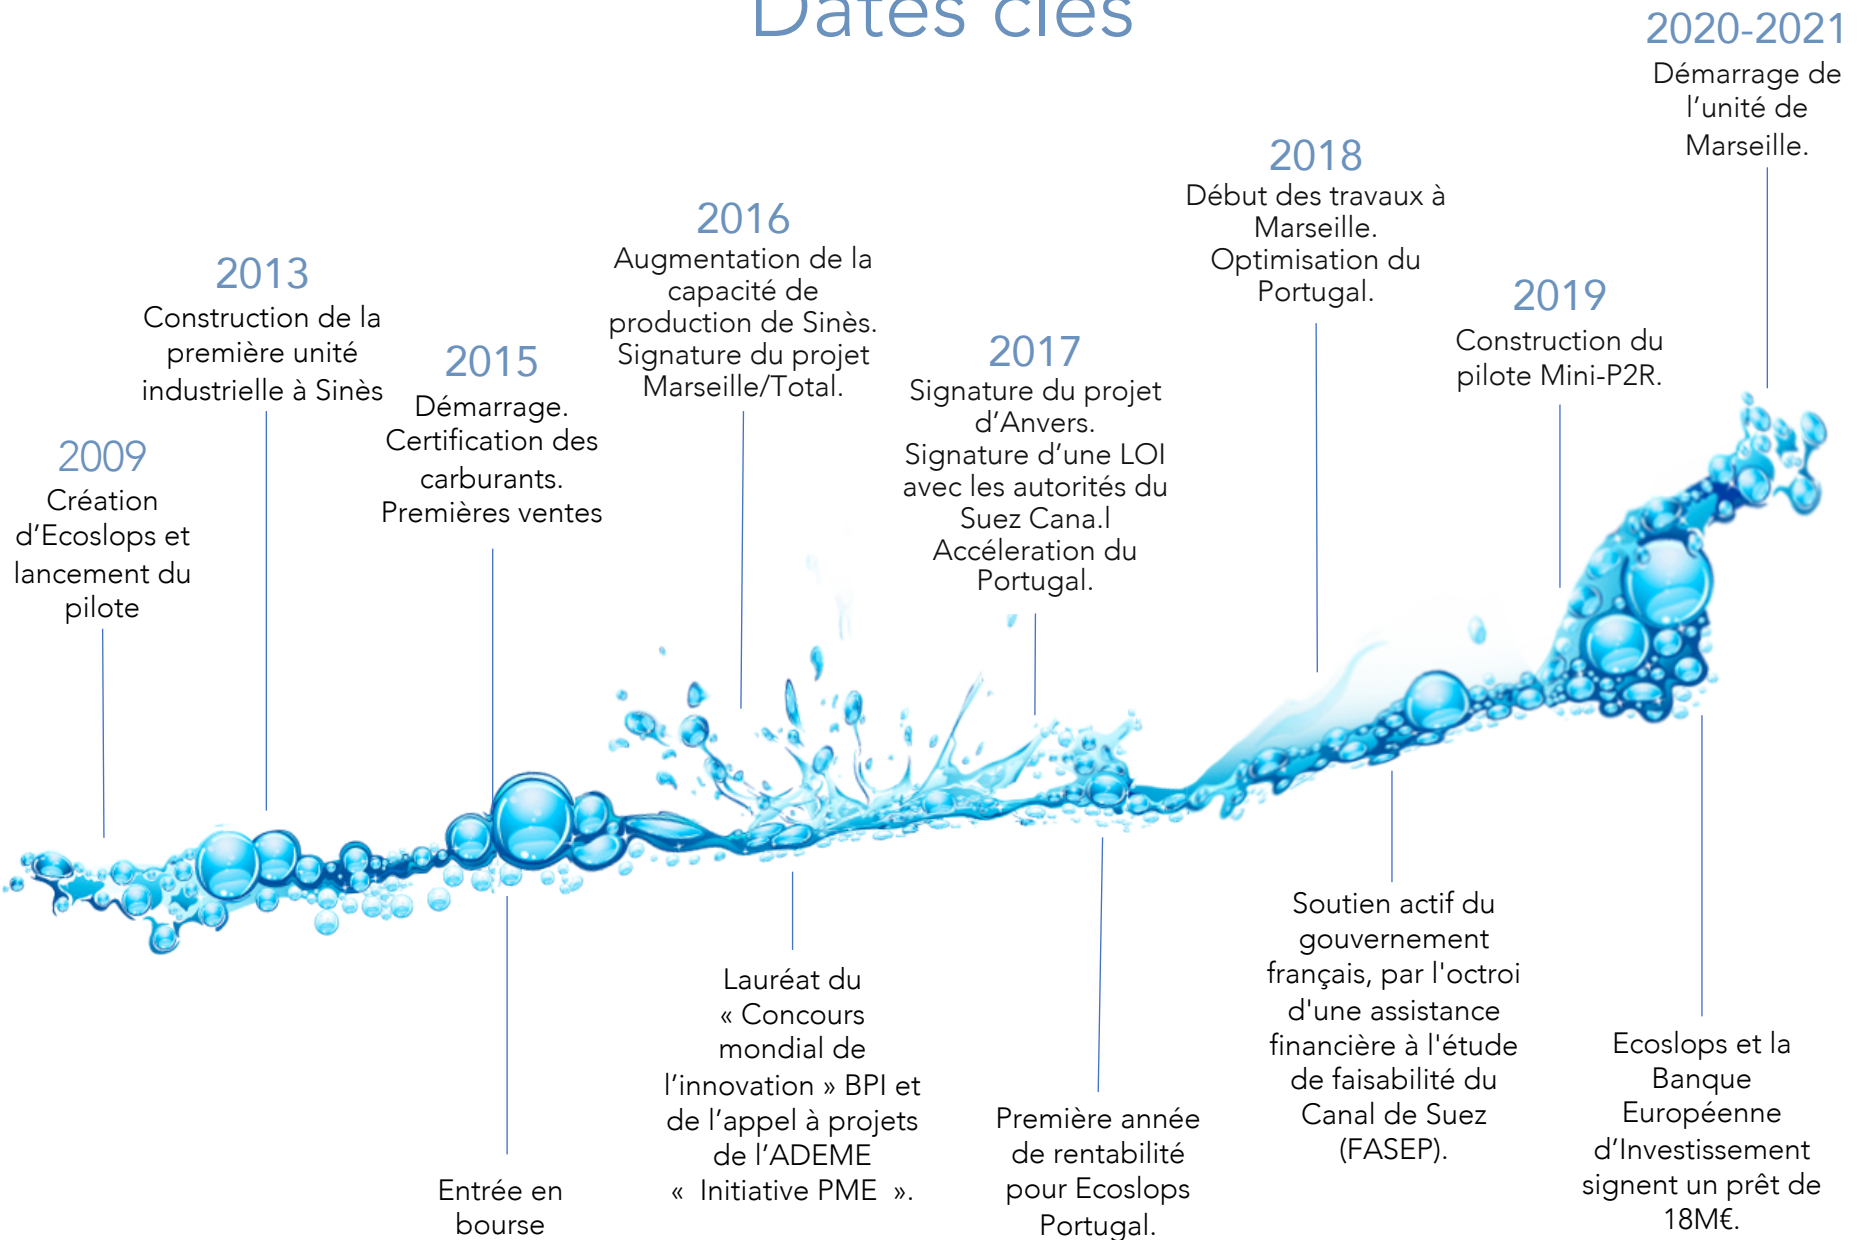 Dates clés
2009
Création
d’Ecoslops et
lancement du
pilote
2013
Construction de la
première unité
industrielle à Sinès
2015
Démarrage.
Certification des
carburants.
Premières ventes
2016
Augmentation de la
capacité de
production de Sinès.
Signature du projet
Marseille/Total.
2017
Signature du projet
d’Anvers.
Signature d’une LOI
avec les autorités du
Suez Cana.l
Accéleration du
Portugal.
2018
Début des travaux à
Marseille.
Optimisation du
Portugal.
2019
Construction du
pilote Mini-P2R.
2020-2021
Démarrage de
l’unité de
Marseille.
Entrée en
bourse
Lauréat du
« Concours
mondial de
l’innovation » BPI et
de l’appel à projets
de l’ADEME
« Initiative PME ».
Première année
de rentabilité
pour Ecoslops
Portugal.
Soutien actif du
gouvernement
français, par l'octroi
d'une assistance
financière à l'étude
de faisabilité du
Canal de Suez
(FASEP).
Ecoslops et la
Banque
Européenne
d’Investissement
signent un prêt de
18M€.